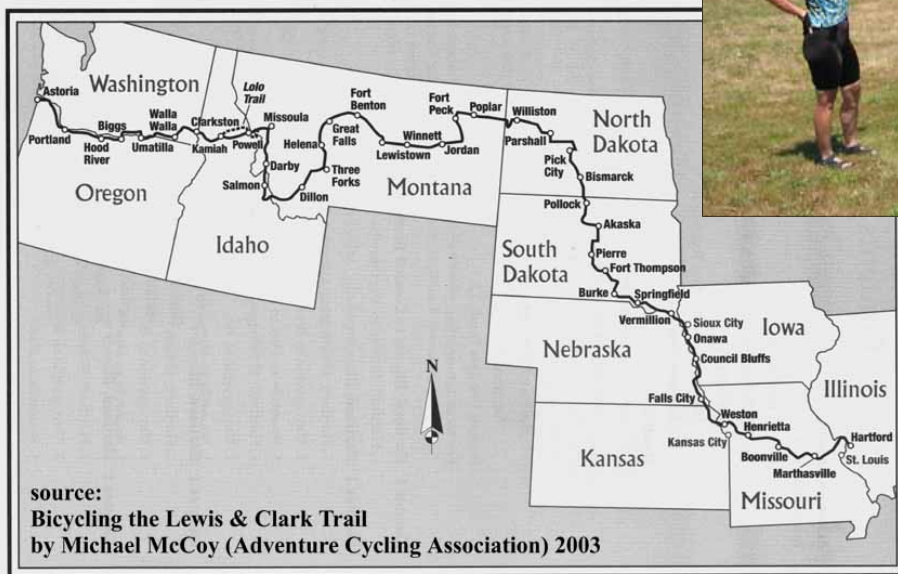 Washington
Astoria
Portland
Hood
River
Biggs
Umatilla
Walla
Walla
Clarkston
Kamiah
Lolo
Trail
Powell
Missoula
Darby
Salmon
Dillon
Three
Forks
Helena
Great
Falls
Fort
Benton
Lewistown
Winnett
Jordan
Fort
Peck
Poplar
Williston
Parshall
North
Dakota
Pick
City
Bismarck
Oregon
Idaho
Montana
Pollock
Akaska
South
Dakota
Pierre
Fort Thompson
Burke
Springfield
Vermillion
Sioux City
Onawa
Iowa
Council Bluffs
Nebraska
N
Falls City
Illinois
Weston
Henrietta
Kansas City
Kansas
Boonville
Marthasville
Hartford
St. Louis
Missouri
source:
Bicycling the Lewis & Clark Trail
by Michael McCoy (Adventure Cycling Association) 2003